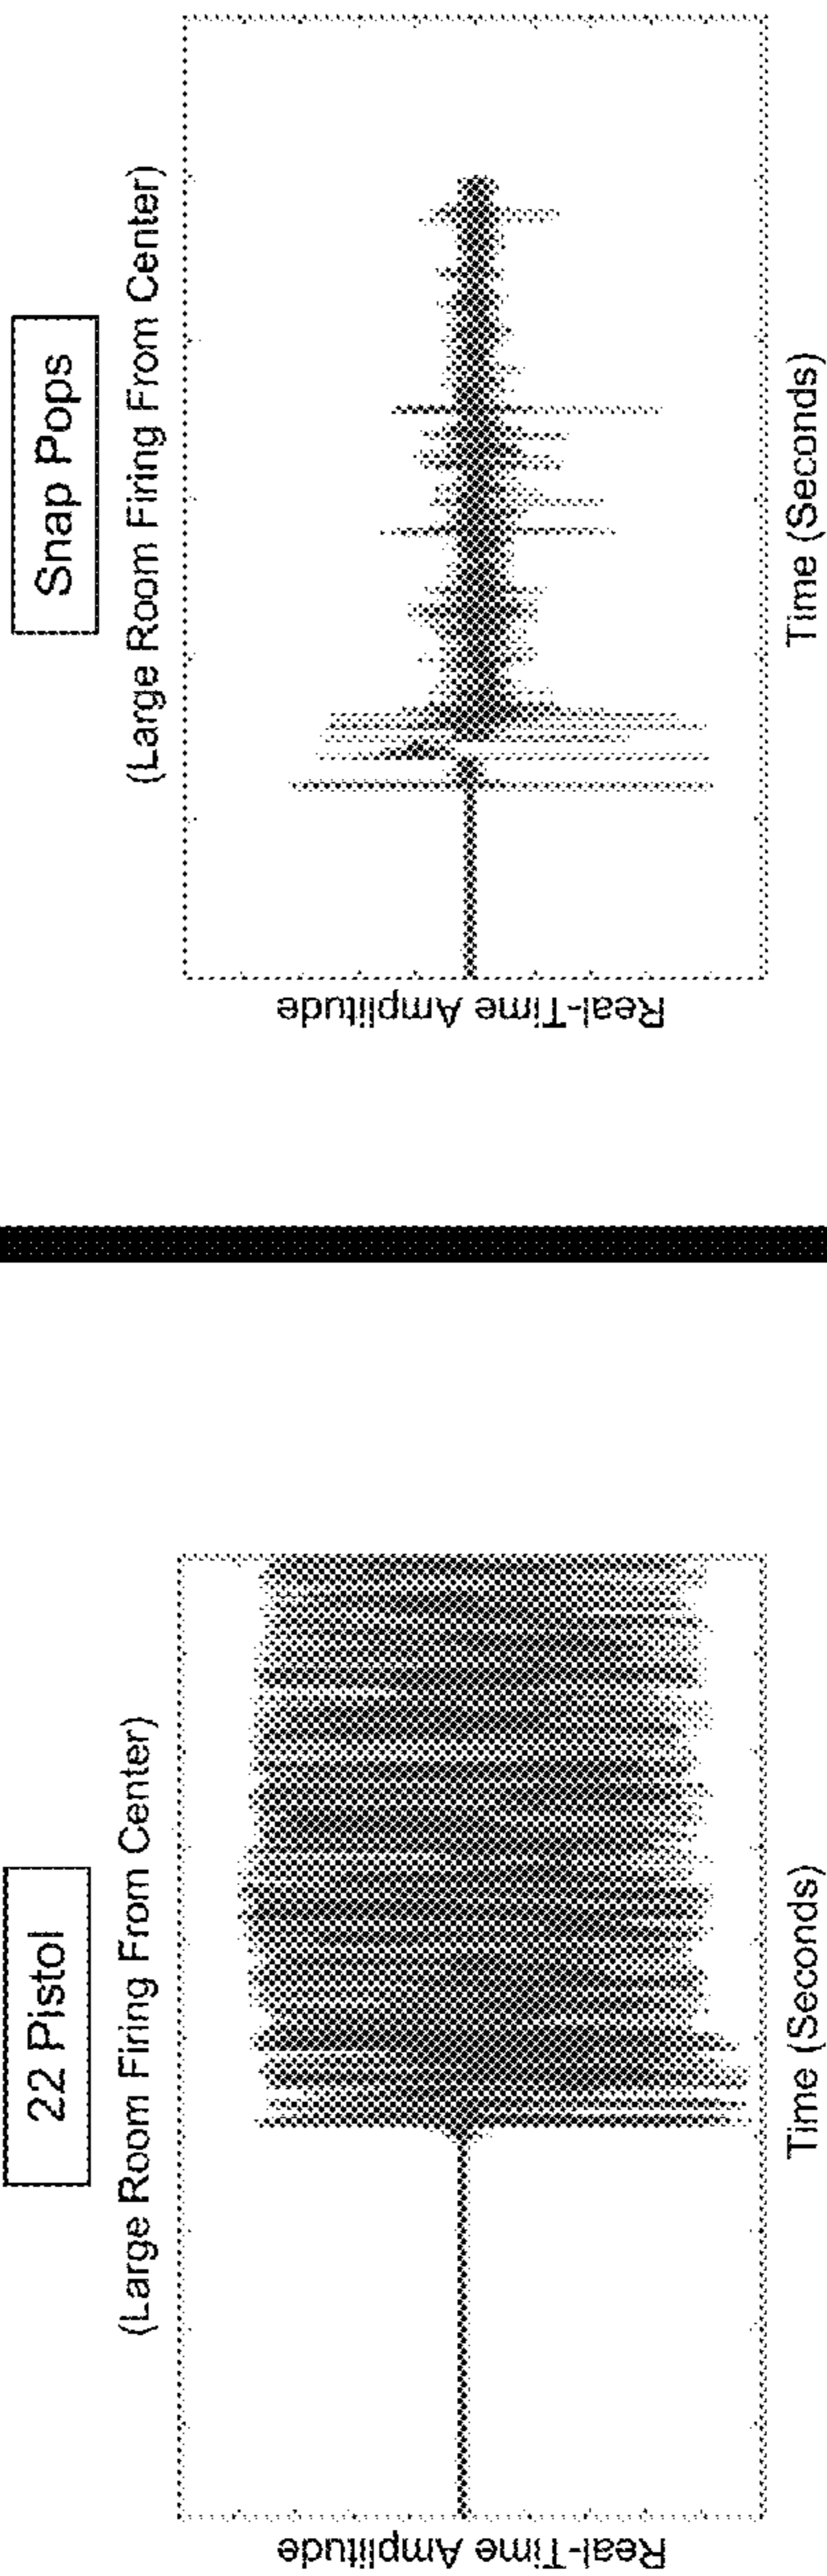 22 Pistol
(Large Room Firing From Center)
Real-Time Amplitude
Time (Seconds)
Snap Pops
(Large Room Firing From Center)
Real-Time Amplitude
Time (Seconds)